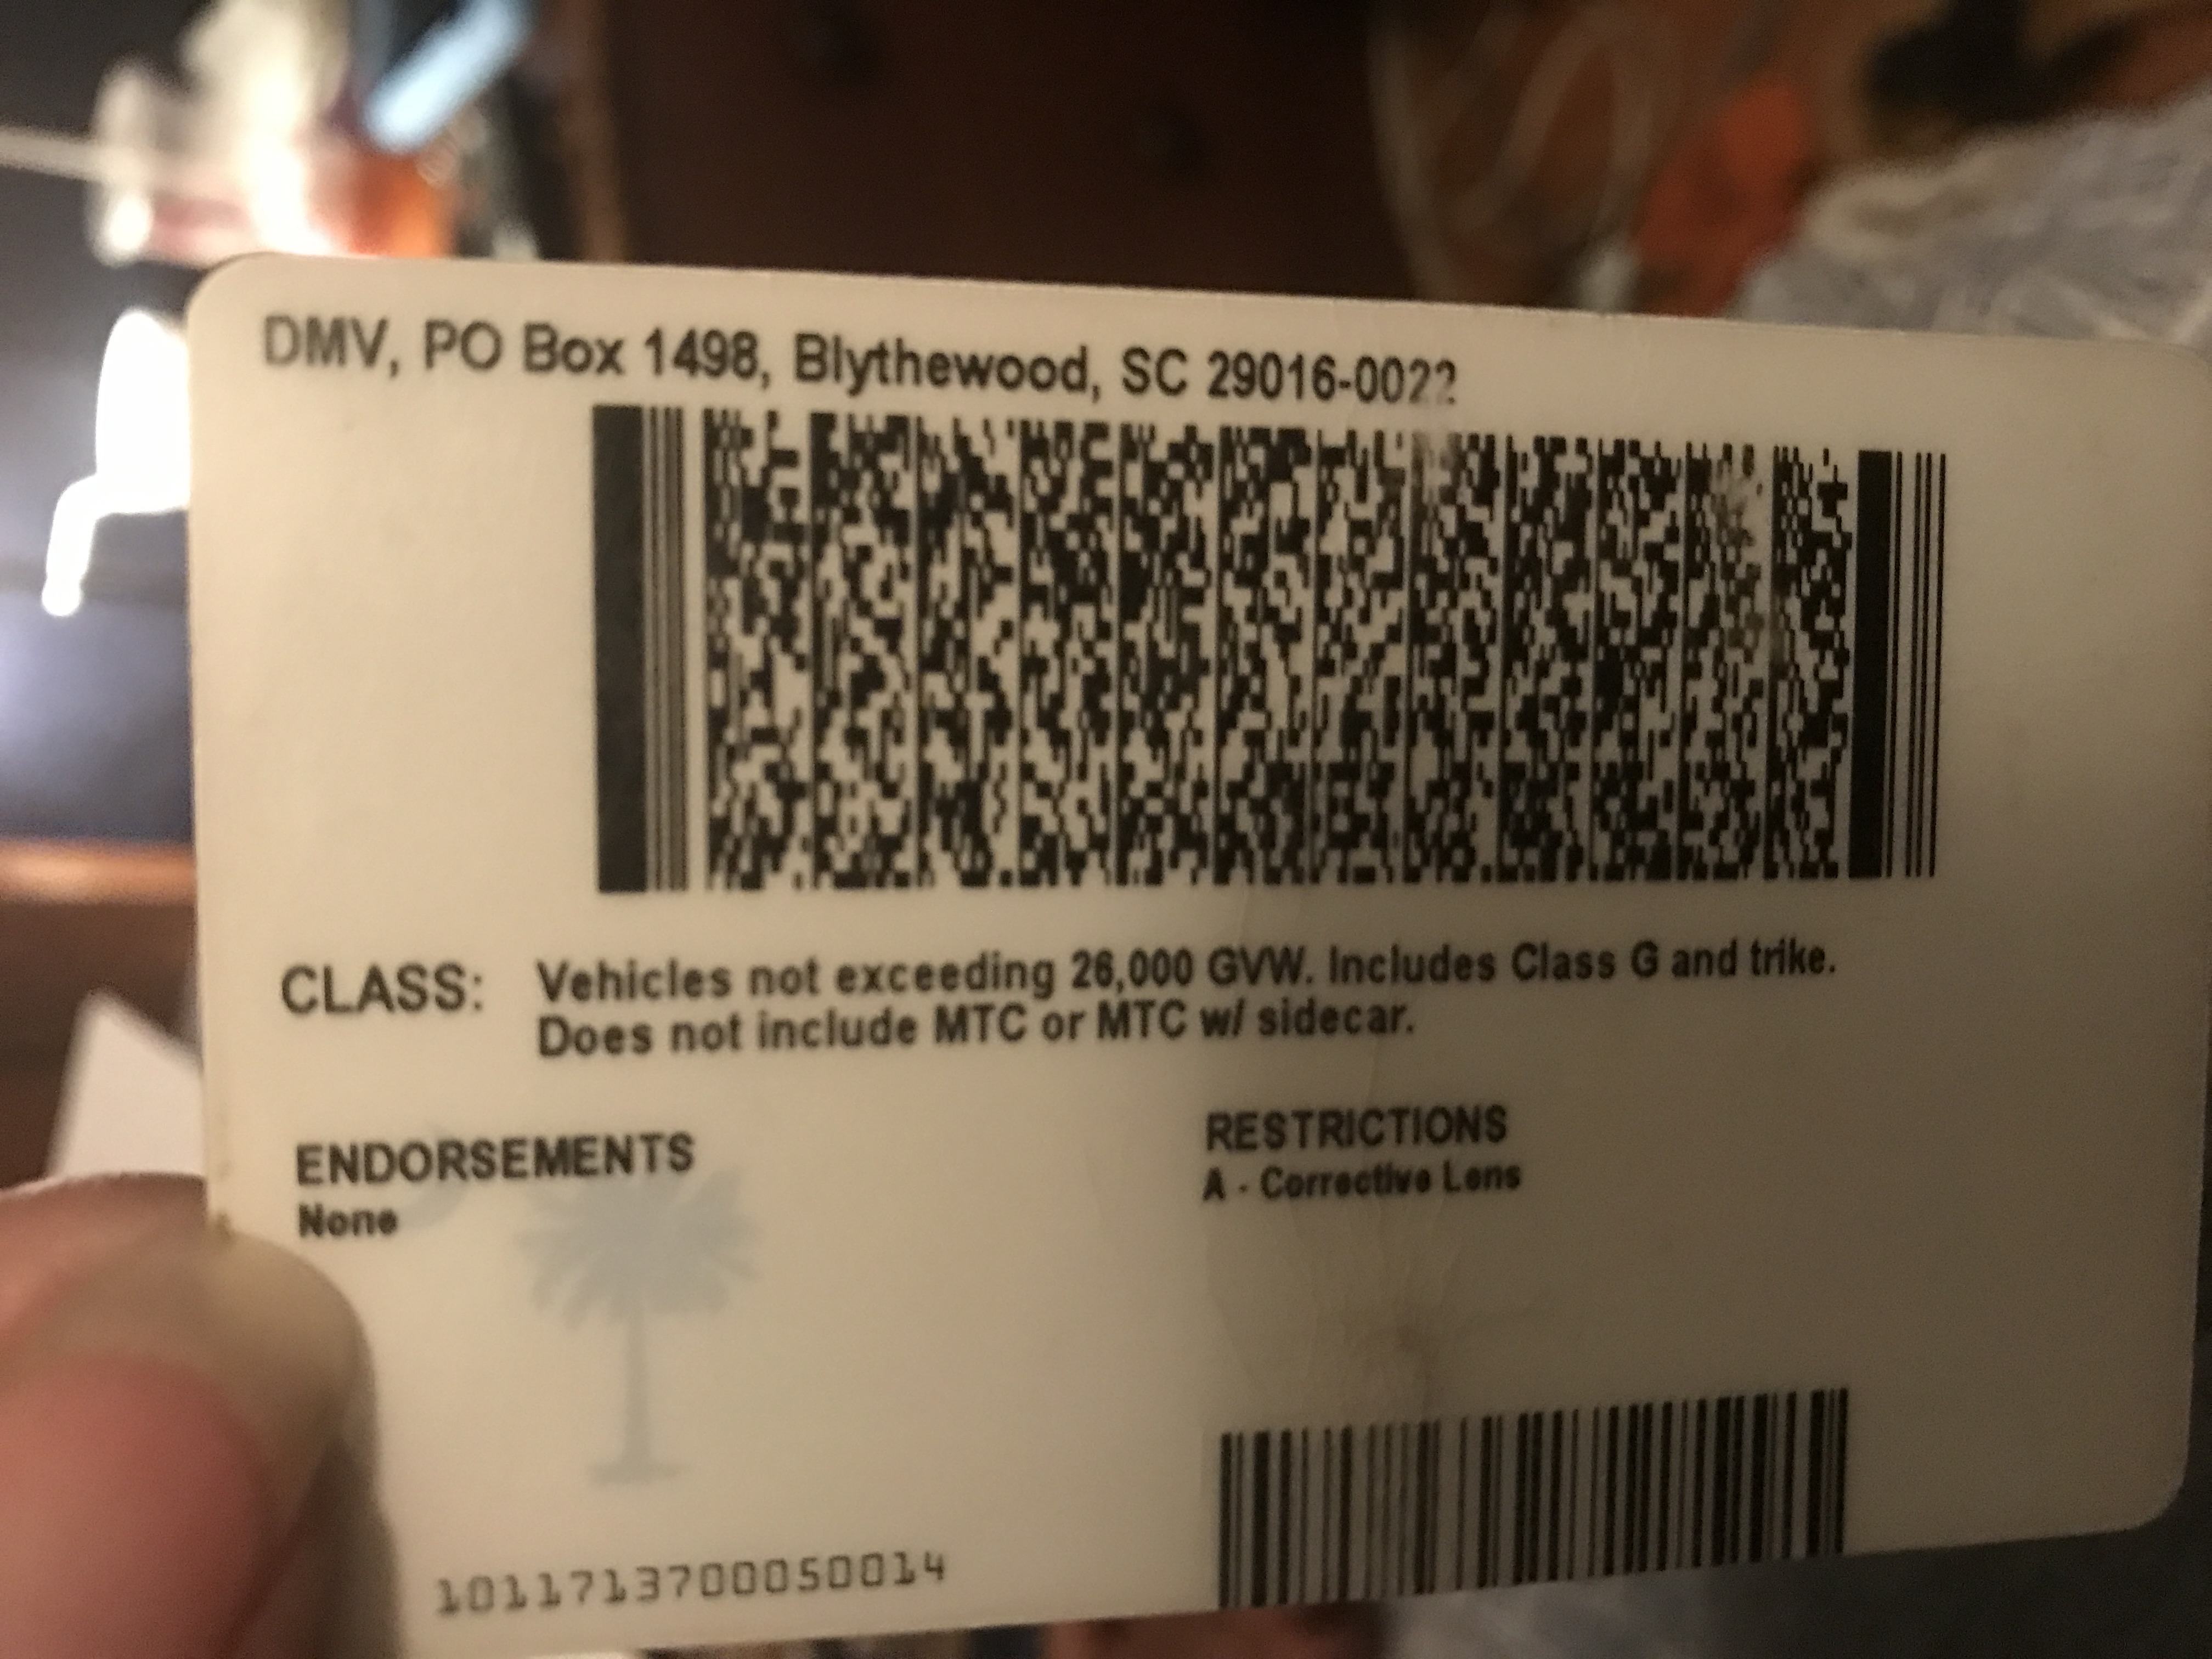 DMV, PO Box 1498, Blythewood, SC 29016-0022
CLASS: Vehicles not exceeding 26,000 GVW. Includes Class G and trike.
Does not include MTC or MTC w/ sidecar.
ENDORSEMENTS
None
RESTRICTIONS
A - Corrective Lens
1011713700050014